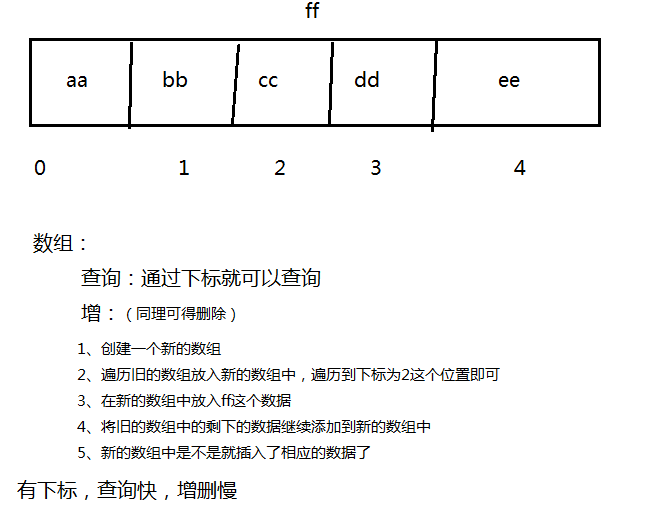 ff
aa bb cc dd ee
0 1 2 3 4
数组：
查询：通过下标就可以查询
增：（同理可得删除）
1、创建一个新的数组
2、遍历旧的数组放入新的数组中，遍历到下标为2这个位置即可
3、在新的数组中放入ff这个数据
4、将旧的数组中的剩下的数据继续添加到新的数组中
5、新的数组中是不是就插入了相应的数据了
有下标，查询快，增删慢